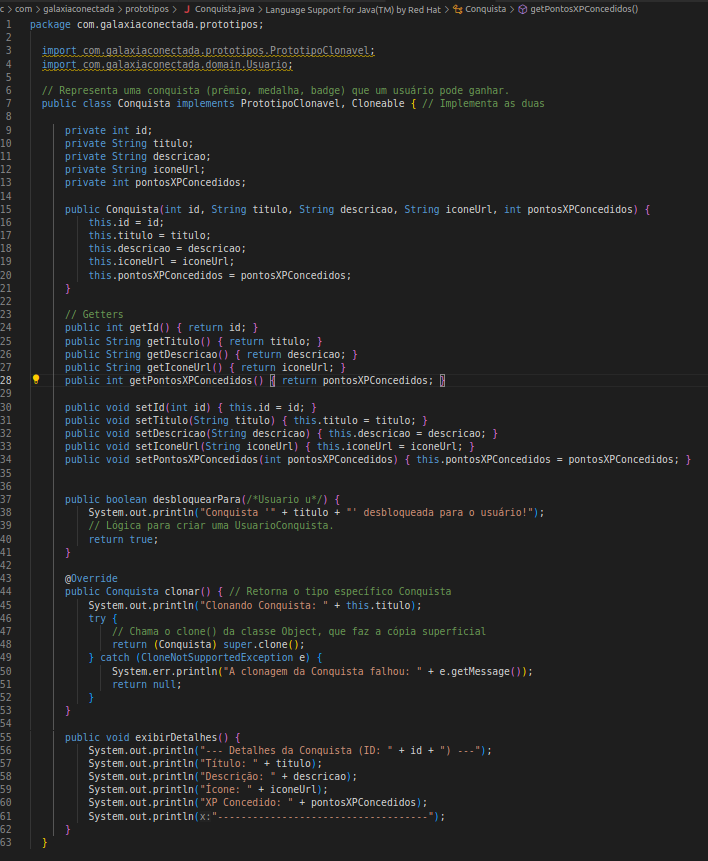 c > com > galaxiaconectada > prototipos > Conquista.java > Language Support for Java(TM) by Red Hat > Conquista > getPontosXPConcedidos()
1 package com.galaxiaconectada.prototipos;
2
3 import com.galaxiaconectada.prototipos.PrototipoClonavel;
4 import com.galaxiaconectada.domain.Usuario;
5
6 // Representa uma conquista (prêmio, medalha, badge) que um usuário pode ganhar.
7 public class Conquista implements PrototipoClonavel, Cloneable { // Implementa as duas
8
9 private int id;
10 private String titulo;
11 private String descricao;
12 private String iconeUrl;
13 private int pontosXPConcedidos;
14
15 public Conquista(int id, String titulo, String descricao, String iconeUrl, int pontosXPConcedidos) {
16 this.id = id;
17 this.titulo = titulo;
18 this.descricao = descricao;
19 this.iconeUrl = iconeUrl;
20 this.pontosXPConcedidos = pontosXPConcedidos;
21 }
22
23 // Getters
24 public int getId() { return id; }
25 public String getTitulo() { return titulo; }
26 public String getDescricao() { return descricao; }
27 public String getIconeUrl() { return iconeUrl; }
28 public int getPontosXPConcedidos() { return pontosXPConcedidos; }
29
30 public void setId(int id) { this.id = id; }
31 public void setTitulo(String titulo) { this.titulo = titulo; }
32 public void setDescricao(String descricao) { this.descricao = descricao; }
33 public void setIconeUrl(String iconeUrl) { this.iconeUrl = iconeUrl; }
34 public void setPontosXPConcedidos(int pontosXPConcedidos) { this.pontosXPConcedidos = pontosXPConcedidos; }
35
36
37 public boolean desbloquearPara(/*Usuario u*/) {
38 System.out.println("Conquista '" + titulo + "' desbloqueada para o usuário!");
39 // Lógica para criar uma UsuarioConquista.
40 return true;
41 }
42
43 @Override
44 public Conquista clonar() { // Retorna o tipo específico Conquista
45 System.out.println("Clonando Conquista: " + this.titulo);
46 try {
47 // Chama o clone() da classe Object, que faz a cópia superficial
48 return (Conquista) super.clone();
49 } catch (CloneNotSupportedException e) {
50 System.err.println("A clonagem da Conquista falhou: " + e.getMessage());
51 return null;
52 }
53 }
54
55 public void exibirDetalhes() {
56 System.out.println("--- Detalhes da Conquista (ID: " + id + ") ---");
57 System.out.println("Título: " + titulo);
58 System.out.println("Descrição: " + descricao);
59 System.out.println("Ícone: " + iconeUrl);
60 System.out.println("XP Concedido: " + pontosXPConcedidos);
61 System.out.println(x:"------------------------------------");
62 }
63 }